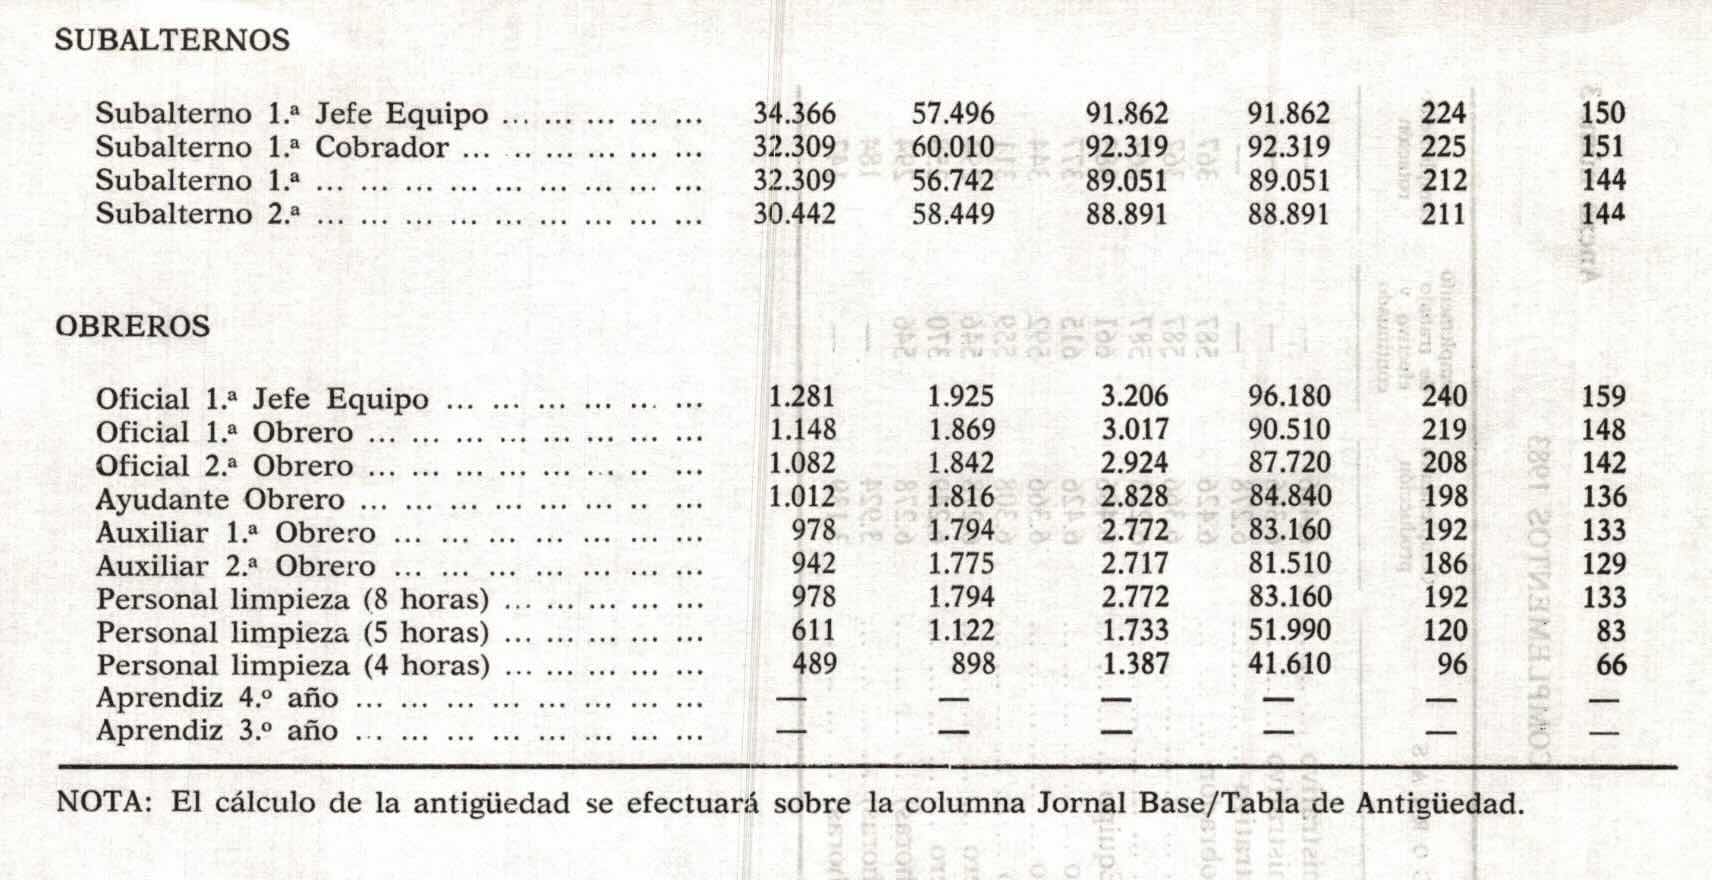 SUBALTERNOS
Subalterno 1.ª Jefe Equipo ... ... ... ... ... 34.366 57.496 91.862 91.862 224 150
Subalterno 1.ª Cobrador ... .. ... ... ... ... 32.309 60.010 92.319 92.319 225 151
Subalterno 1.ª ... ... ... ... ... ... ... ... ... 32.309 56.742 89.051 89.051 212 144
Subalterno 2.ª ... ... ... ... ... ... ... ... ... 30.442 58.449 88.891 88.891 211 144
OBREROS
Oficial 1.ª Jefe Equipo ... ... ... ... ... ... 1.281 1.925 3.206 96.180 240 159
Oficial 1.ª Obrero ... ... ... ... ... ... ... ... 1.148 1.869 3.017 90.510 219 148
Oficial 2.ª Obrero ... ... ... ... ... ... ... ... 1.082 1.842 2.924 87.720 208 142
Ayudante Obrero ... ... ... ... ... ... ... ... 1.012 1.816 2.828 84.840 198 136
Auxiliar 1.ª Obrero ... ... ... ... ... ... ... 978 1.794 2.772 83.160 192 133
Auxiliar 2.ª Obrero ... ... ... ... ... ... ... 942 1.775 2.717 81.510 186 129
Personal limpieza (8 horas) ... ... ... ... ... 978 1.794 2.772 83.160 192 133
Personal limpieza (5 horas) ... ... ... ... ... 611 1.122 1.733 51.990 120 83
Personal limpieza (4 horas) ... ... ... ... ... 489 898 1.387 41.610 96 66
Aprendiz 4.º año ... ... ... ... ... ... ... ... — — — — — —
Aprendiz 3.º año ... ... ... ... ... ... ... ... — — — — — —
NOTA: El cálculo de la antigüedad se efectuará sobre la columna Jornal Base/Tabla de Antigüedad.